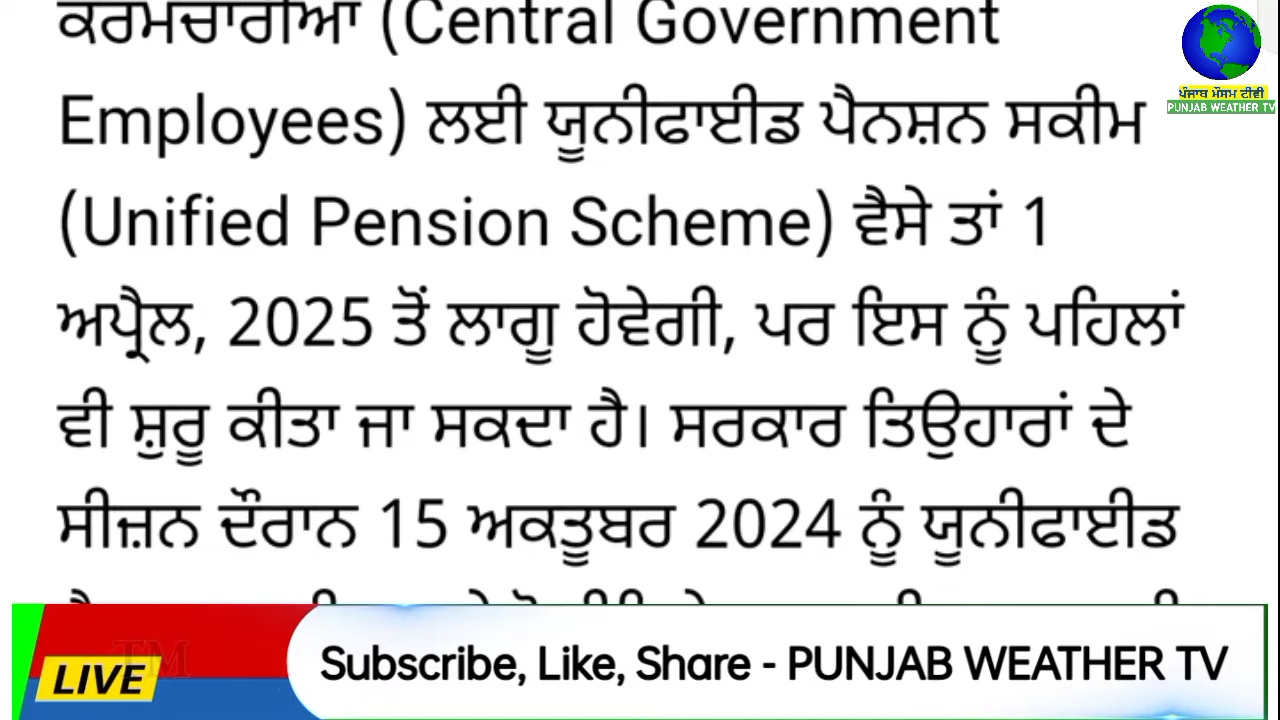 ਕਰਮਚਾਰੀਆਂ (Central Government
Employees) ਲਈ ਯੂਨੀਫਾਈਡ ਪੈਨਸ਼ਨ ਸਕੀਮ
(Unified Pension Scheme) ਵੈਸੇ ਤਾਂ 1
ਅਪ੍ਰੈਲ, 2025 ਤੋਂ ਲਾਗੂ ਹੋਵੇਗੀ, ਪਰ ਇਸ ਨੂੰ ਪਹਿਲਾਂ
ਵੀ ਸ਼ੁਰੂ ਕੀਤਾ ਜਾ ਸਕਦਾ ਹੈ। ਸਰਕਾਰ ਤਿਉਹਾਰਾਂ ਦੇ
ਸੀਜ਼ਨ ਦੌਰਾਨ 15 ਅਕਤੂਬਰ 2024 ਨੂੰ ਯੂਨੀਫਾਈਡ
ਪੰਜਾਬ ਮੌਸਮ ਟੀਵੀ
PUNJAB WEATHER TV
TM
LIVE
Subscribe, Like, Share - PUNJAB WEATHER TV